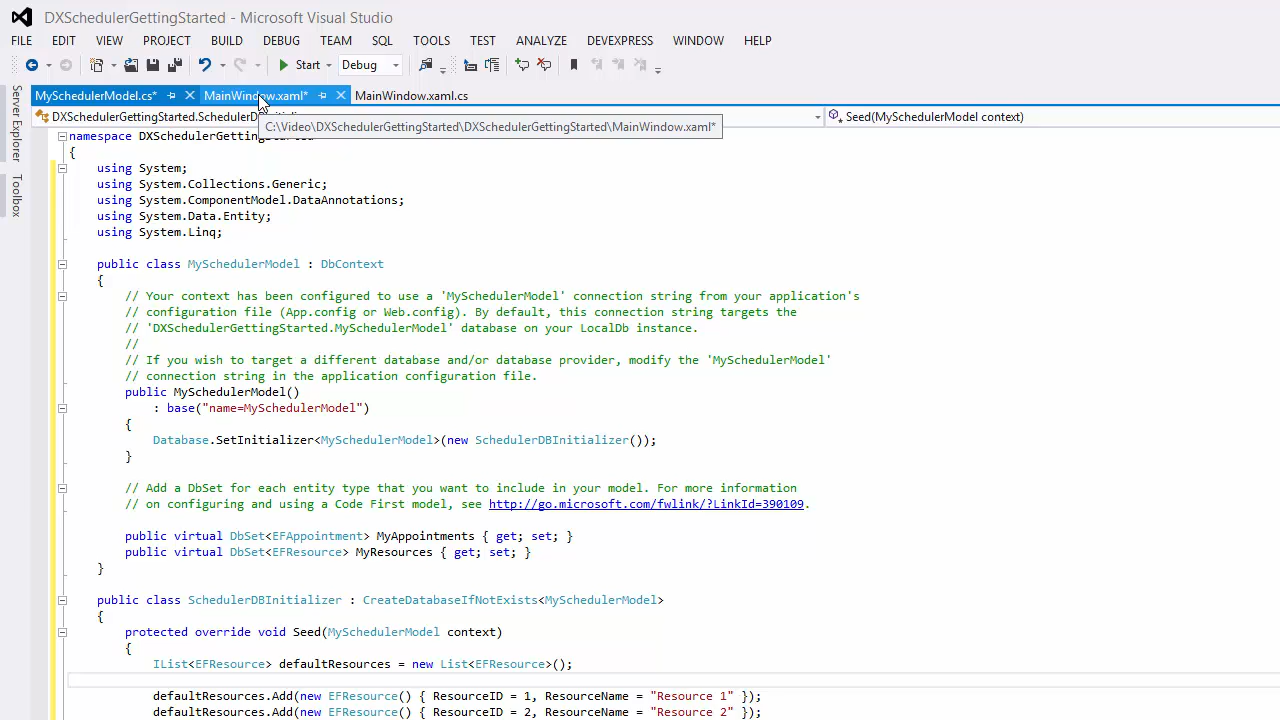 DXSchedulerGettingStarted - Microsoft Visual Studio
FILE EDIT VIEW PROJECT BUILD DEBUG TEAM SQL TOOLS TEST ANALYZE DEVEXPRESS WINDOW HELP
Start Debug
MySchedulerModel.cs* MainWindow.xaml* MainWindow.xaml.cs
DXSchedulerGettingStarted.SchedulerDBInitiali Seed(MySchedulerModel context)
C:\Video\DXSchedulerGettingStarted\DXSchedulerGettingStarted\MainWindow.xaml*
Server Explorer
Toolbox
namespace DXSchedulerGettingStarted
{
using System;
using System.Collections.Generic;
using System.ComponentModel.DataAnnotations;
using System.Data.Entity;
using System.Linq;
public class MySchedulerModel : DbContext
{
// Your context has been configured to use a 'MySchedulerModel' connection string from your application's
// configuration file (App.config or Web.config). By default, this connection string targets the
// 'DXSchedulerGettingStarted.MySchedulerModel' database on your LocalDb instance.
//
// If you wish to target a different database and/or database provider, modify the 'MySchedulerModel'
// connection string in the application configuration file.
public MySchedulerModel()
: base("name=MySchedulerModel")
{
Database.SetInitializer<MySchedulerModel>(new SchedulerDBInitializer());
}
// Add a DbSet for each entity type that you want to include in your model. For more information
// on configuring and using a Code First model, see http://go.microsoft.com/fwlink/?LinkId=390109.
public virtual DbSet<EFAppointment> MyAppointments { get; set; }
public virtual DbSet<EFResource> MyResources { get; set; }
}
public class SchedulerDBInitializer : CreateDatabaseIfNotExists<MySchedulerModel>
{
protected override void Seed(MySchedulerModel context)
{
IList<EFResource> defaultResources = new List<EFResource>();
defaultResources.Add(new EFResource() { ResourceID = 1, ResourceName = "Resource 1" });
defaultResources.Add(new EFResource() { ResourceID = 2, ResourceName = "Resource 2" });